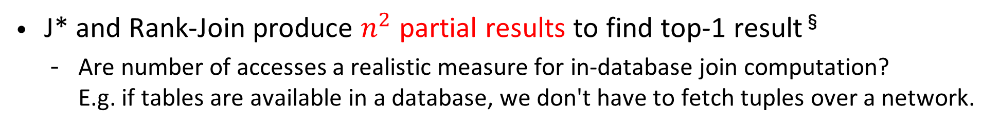 • J* and Rank-Join produce n² partial results to find top-1 result §
- Are number of accesses a realistic measure for in-database join computation?
E.g. if tables are available in a database, we don't have to fetch tuples over a network.